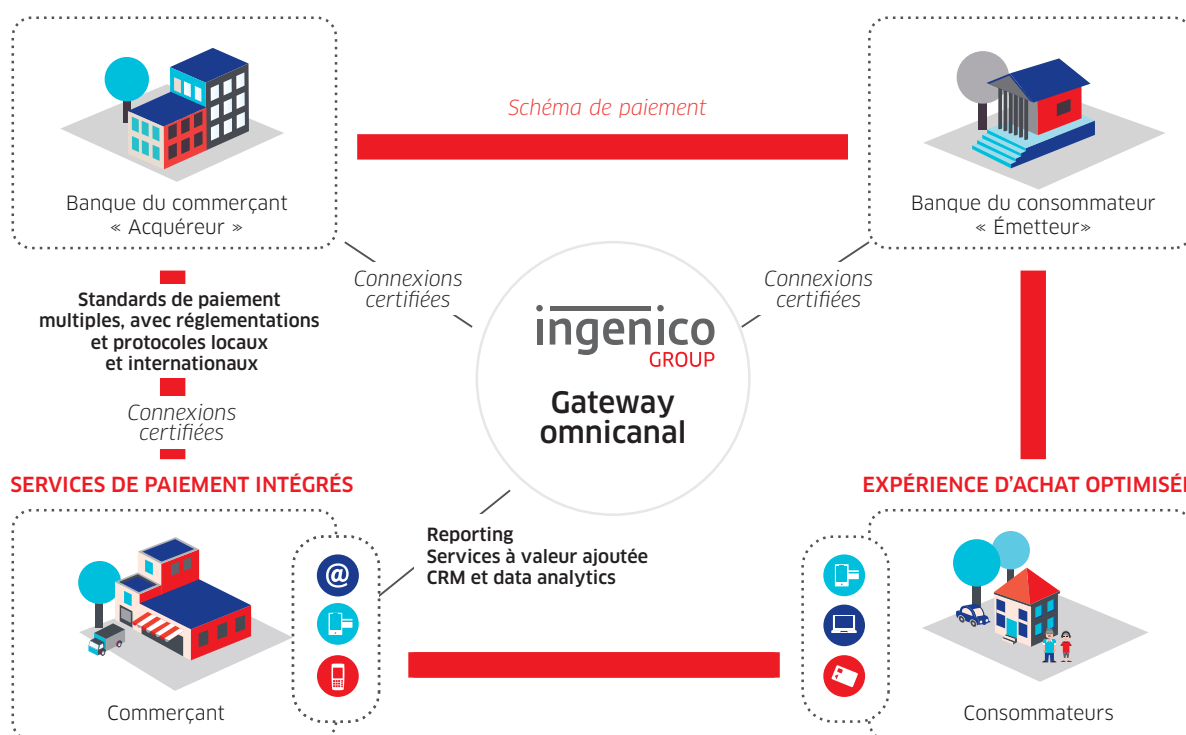 Schéma de paiement
Banque du commerçant
« Acquéreur »
Banque du consommateur
« Émetteur»
Connexions
certifiées
Connexions
certifiées
Standards de paiement
multiples, avec réglementations
et protocoles locaux
et internationaux
ingenico
GROUP
Gateway
omnicanal
Connexions
certifiées
SERVICES DE PAIEMENT INTÉGRÉS
EXPÉRIENCE D'ACHAT OPTIMISÉ
Reporting
Services à valeur ajoutée
CRM et data analytics
@
Commerçant
Consommateurs